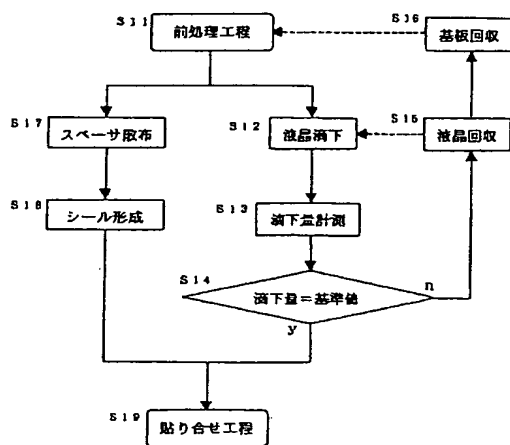 S11
前処理工程
S16
基板回収
S17
スペーサ散布
S12
液晶滴下
S15
液晶回収
S18
シール形成
S13
滴下量計測
S14
滴下量=基準値
n
y
S19
貼り合せ工程